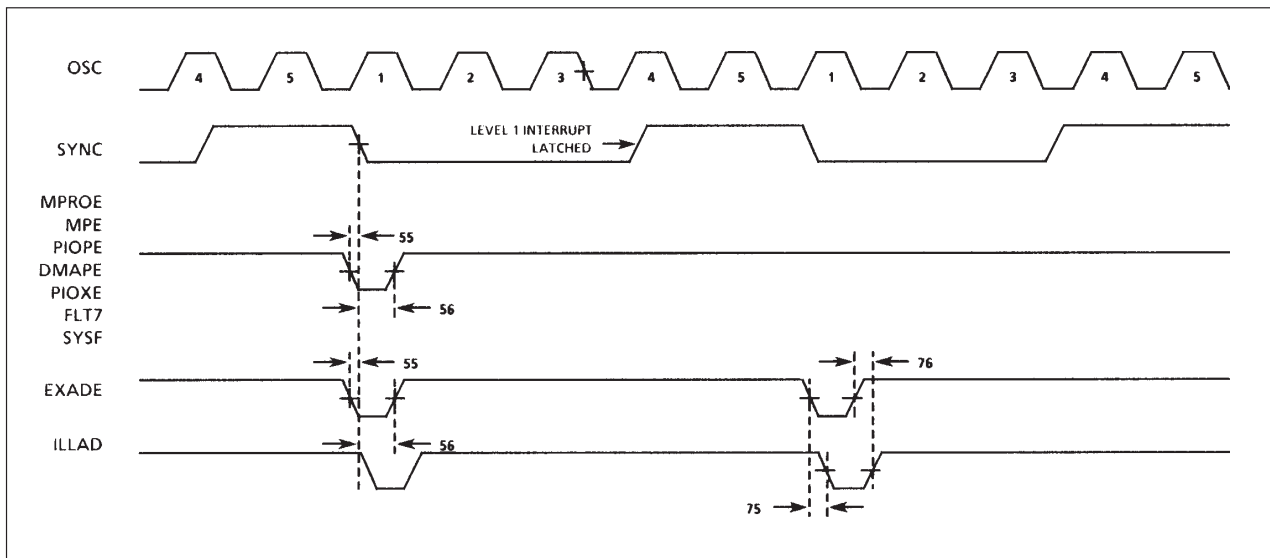 OSC
4 5 1 2 3 4 5 1 2 3 4 5
SYNC
LEVEL 1 INTERRUPT
LATCHED
MPROE
MPE
PIOPE
DMAPE
PIOXE
FLT7
SYSF
55
56
EXADE
55
76
ILLAD
56
75